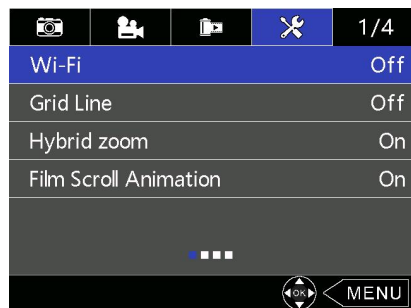 1/4
Wi-Fi Off
Grid Line Off
Hybrid zoom On
Film Scroll Animation On
OK MENU